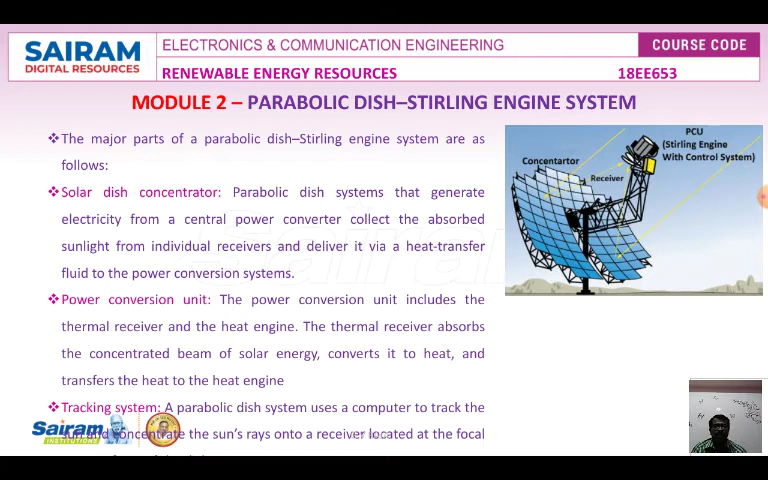 SAIRAM
DIGITAL RESOURCES
ELECTRONICS & COMMUNICATION ENGINEERING
COURSE CODE
RENEWABLE ENERGY RESOURCES
18EE653
MODULE 2 – PARABOLIC DISH–STIRLING ENGINE SYSTEM
❖The major parts of a parabolic dish–Stirling engine system are as
follows:
❖Solar dish concentrator: Parabolic dish systems that generate
electricity from a central power converter collect the absorbed
sunlight from individual receivers and deliver it via a heat-transfer
fluid to the power conversion systems.
❖Power conversion unit: The power conversion unit includes the
thermal receiver and the heat engine. The thermal receiver absorbs
the concentrated beam of solar energy, converts it to heat, and
transfers the heat to the heat engine
❖Tracking system: A parabolic dish system uses a computer to track the
sun and concentrate the sun's rays onto a receiver located at the focal
PCU
(Stirling Engine
With Control System)
Concentartor
Receiver
Sairam
INSTITUTIONS
Sairam